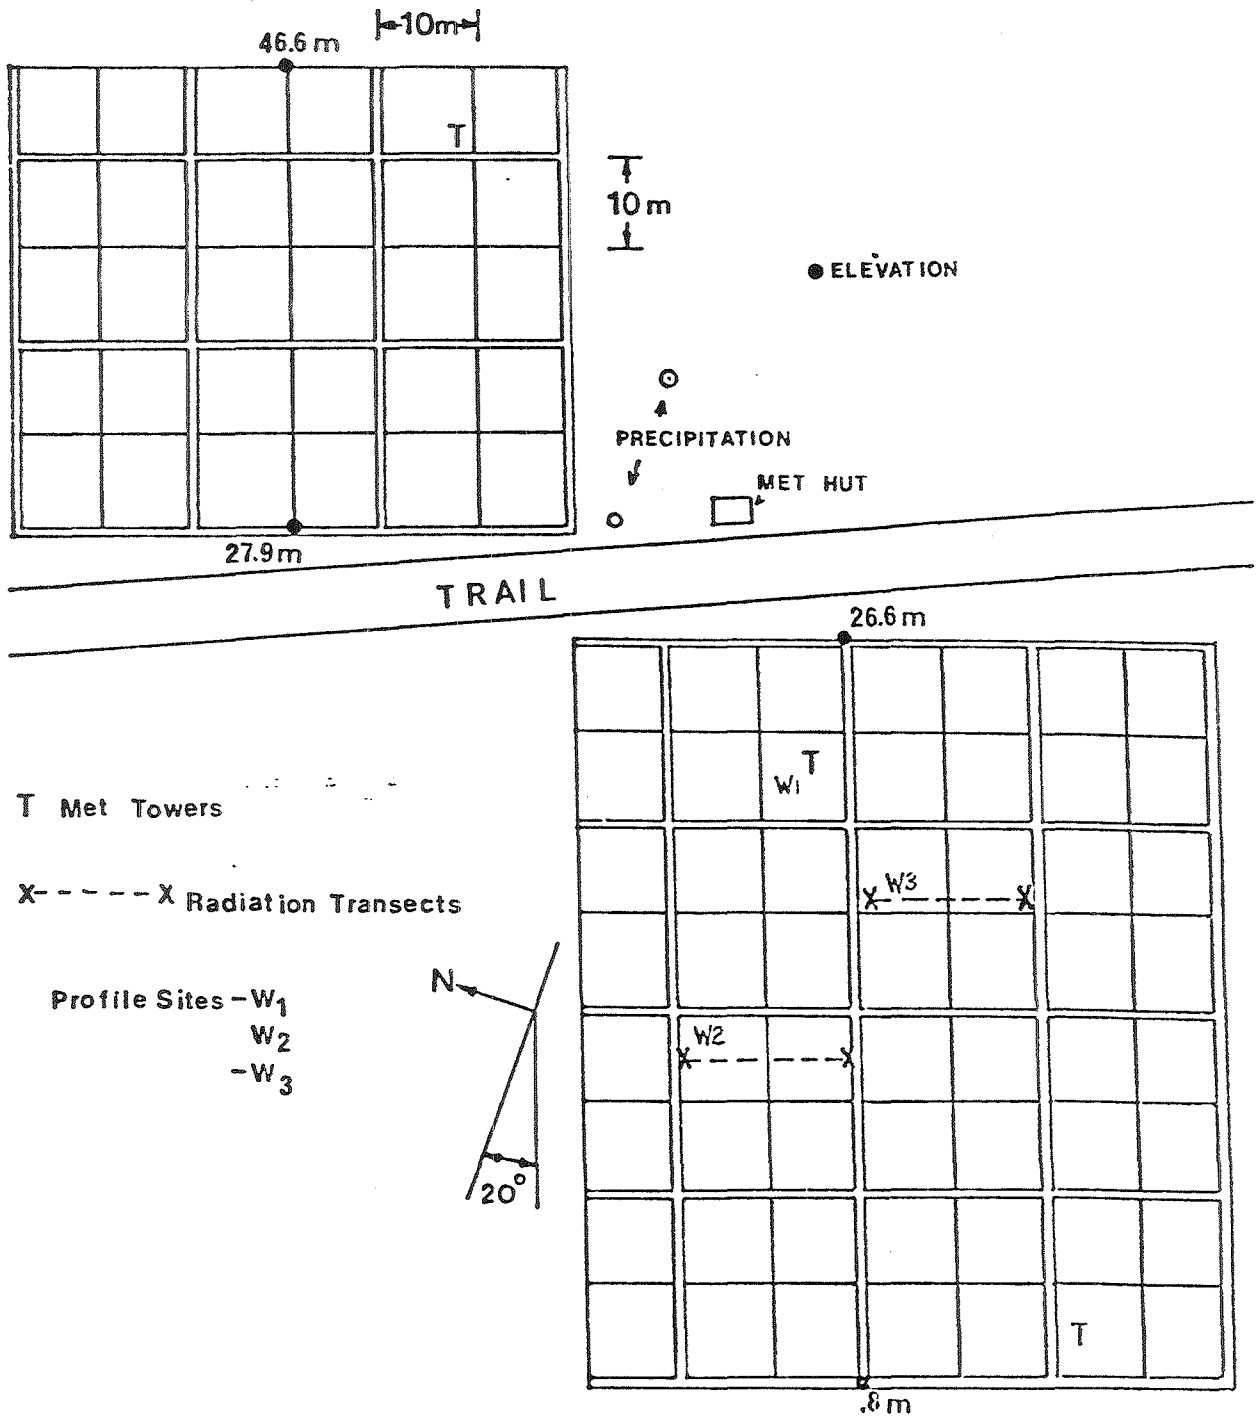 10m
46.6 m
T
10 m
ELEVATION
PRECIPITATION
MET HUT
27.9 m
TRAIL
26.6 m
T
W1
T Met Towers
W3
X X
X-----X Radiation Transects
N
Profile Sites - W1
W2
- W3
W2
X X
20°
T
.8 m